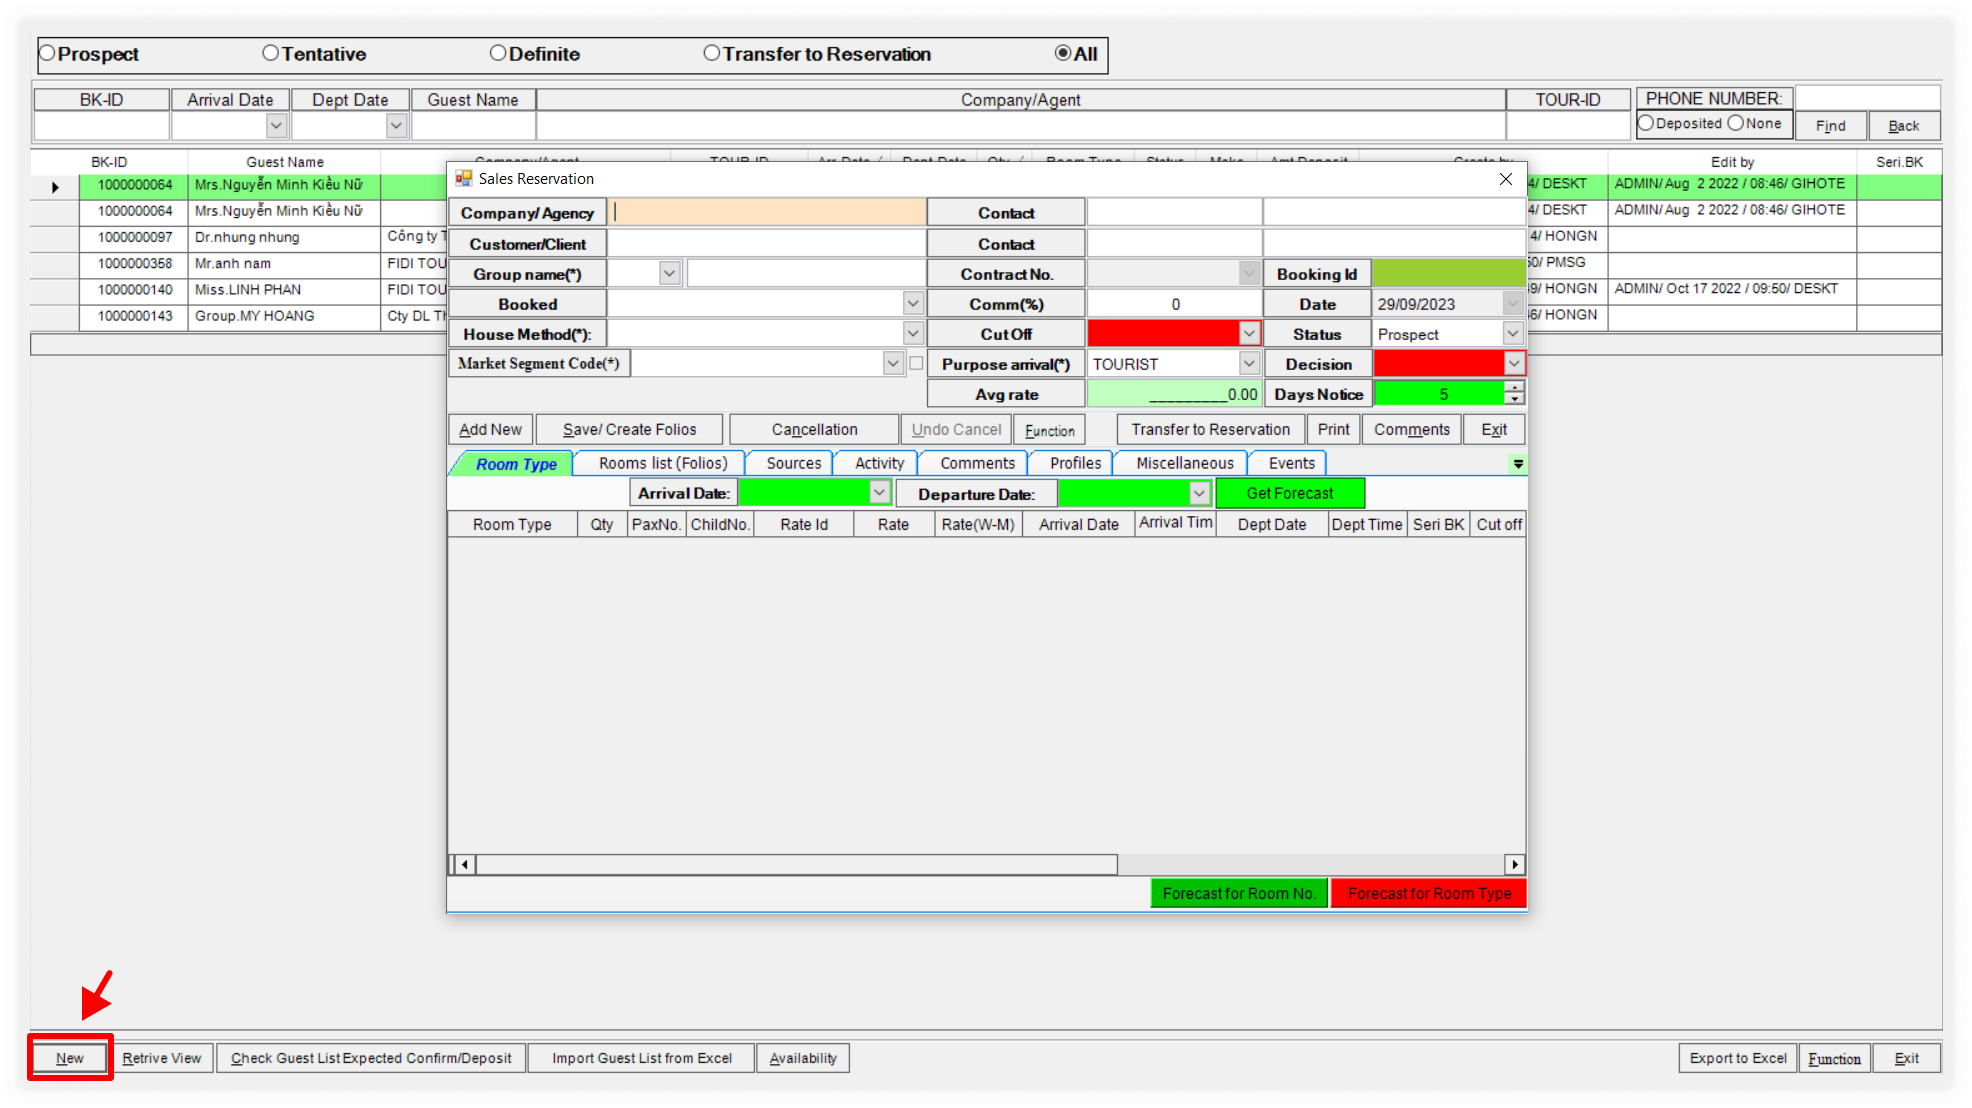 Prospect Tentative Definite Transfer to Reservation All
BK-ID Arrival Date Dept Date Guest Name Company/Agent TOUR-ID PHONE NUMBER:
Deposited None Find Back
BK-ID Guest Name Edit by Seri.BK
1000000064 Mrs.Nguyễn Minh Kiều Nữ 4/ DESKT ADMIN/ Aug 2 2022 / 08:46/ GIHOTE
1000000064 Mrs.Nguyễn Minh Kiều Nữ 4/ DESKT ADMIN/ Aug 2 2022 / 08:46/ GIHOTE
1000000097 Dr.nhung nhung Công ty T 4/ HONGN
1000000358 Mr.anh nam FIDI TOU 50/ PMSG
1000000140 Miss.LINH PHAN FIDI TOU 9/ HONGN ADMIN/ Oct 17 2022 / 09:50/ DESKT
1000000143 Group.MY HOANG Cty DL Th 46/ HONGN
Sales Reservation
Company/Agency Contact
Customer/Client Contact
Group name(*) Contract No. Booking Id
Booked Comm(%) 0 Date 29/09/2023
House Method(*): Cut Off Status Prospect
Market Segment Code(*) Purpose arrival(*) TOURIST Decision
Avg rate _________0.00 Days Notice 5
Add New Save/ Create Folios Cancellation Undo Cancel Function Transfer to Reservation Print Comments Exit
Room Type Rooms list (Folios) Sources Activity Comments Profiles Miscellaneous Events
Arrival Date: Departure Date: Get Forecast
Room Type Qty PaxNo. ChildNo. Rate Id Rate Rate(W-M) Arrival Date Arrival Tim Dept Date Dept Time Seri BK Cut off
Forecast for Room No. Forecast for Room Type
New Retrive View Check Guest List Expected Confirm/Deposit Import Guest List from Excel Availability Export to Excel Function Exit